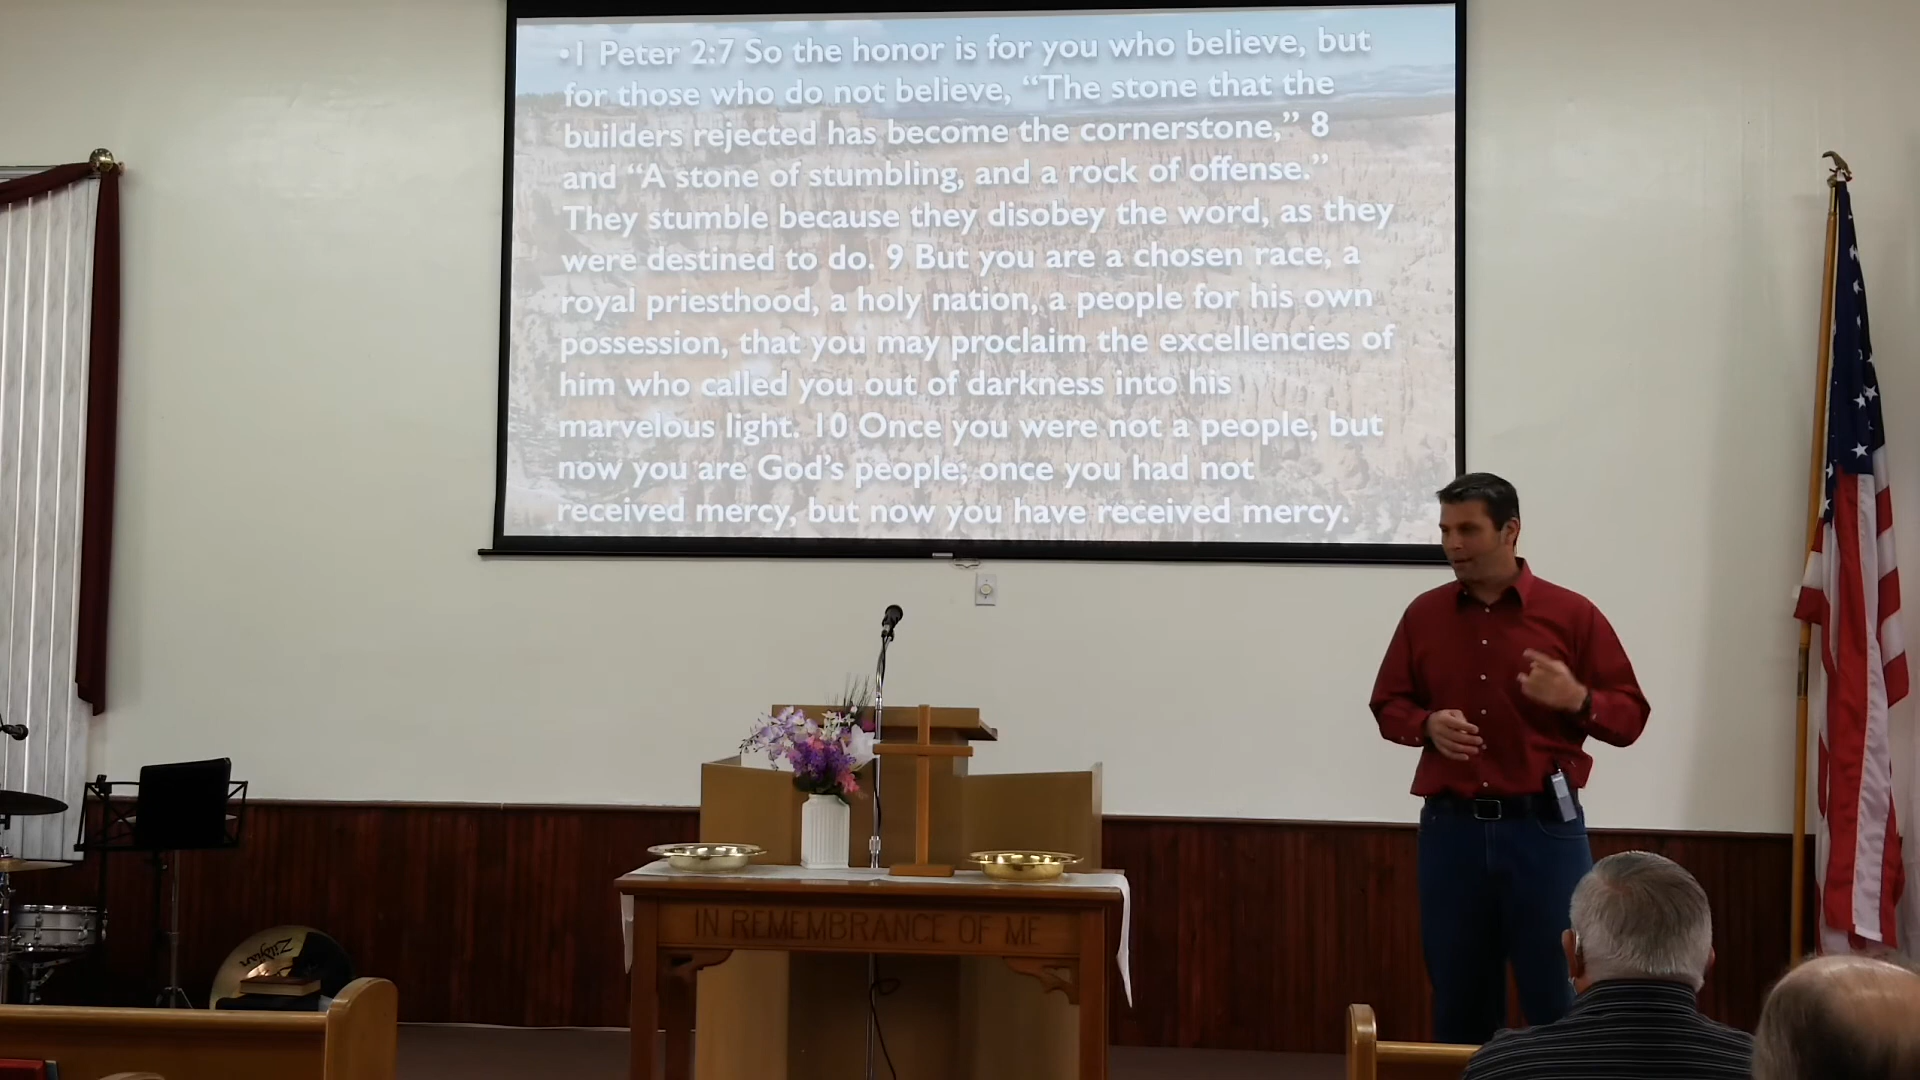 •1 Peter 2:7 So the honor is for you who believe, but
for those who do not believe, “The stone that the
builders rejected has become the cornerstone,” 8
and “A stone of stumbling, and a rock of offense.”
They stumble because they disobey the word, as they
were destined to do. 9 But you are a chosen race, a
royal priesthood, a holy nation, a people for his own
possession, that you may proclaim the excellencies of
him who called you out of darkness into his
marvelous light. 10 Once you were not a people, but
now you are God’s people; once you had not
received mercy, but now you have received mercy.
IN REMEMBRANCE OF ME
Zildjian